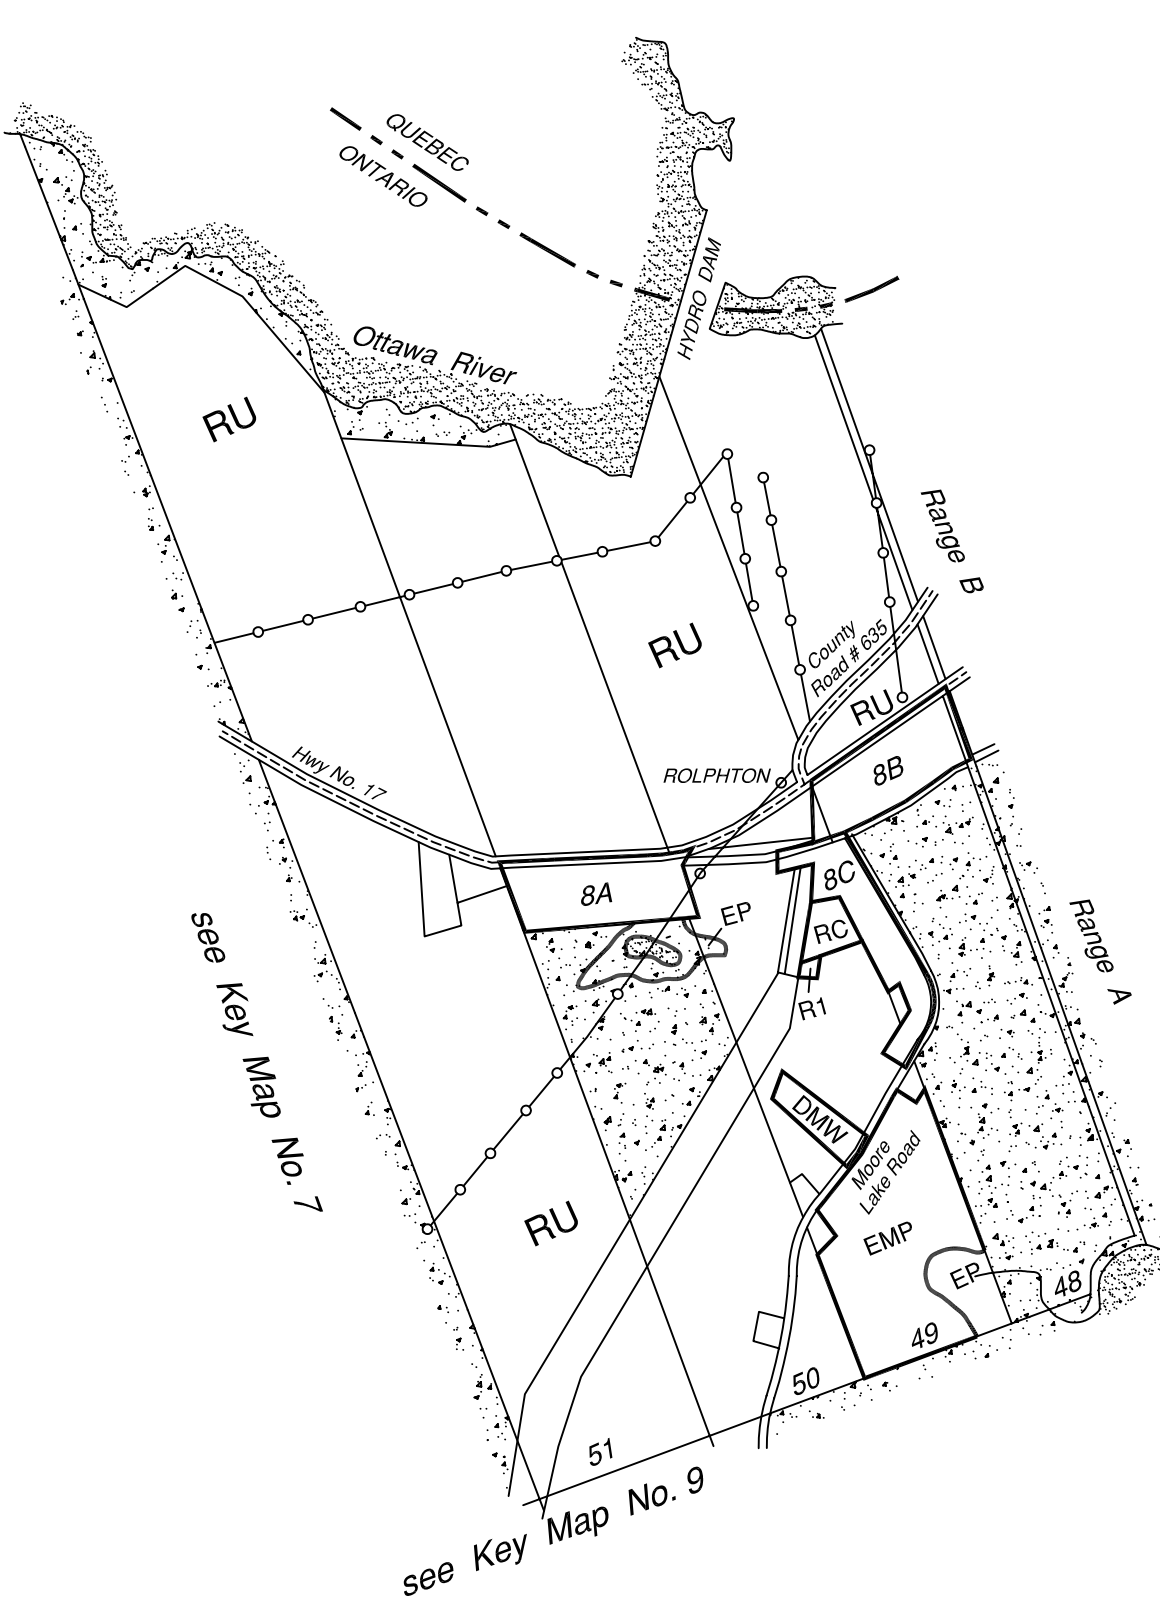 QUEBEC
ONTARIO
HYDRO DAM
Ottawa River
RU
Range B
County
Road # 635
RU
RU
Hwy No. 17
ROLPHTON
8B
8A
8C
EP
RC
Range A
see Key Map No. 7
R1
DMW
Moore
Lake Road
RU
EMP
EP
48
49
50
51
see Key Map No. 9